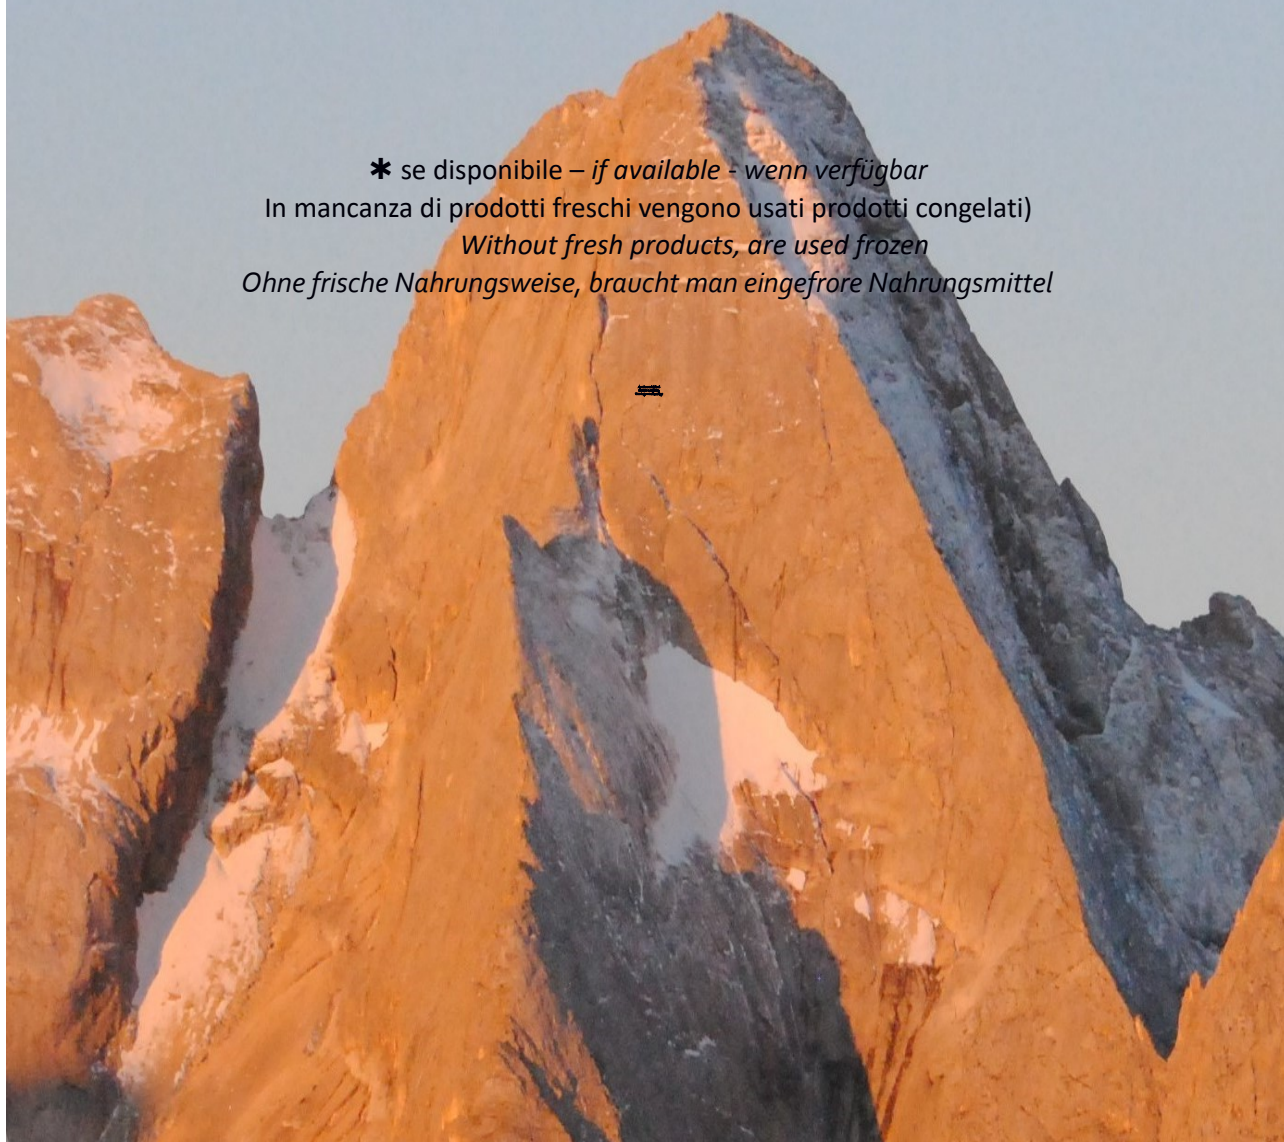 * se disponibile – if available - wenn verfügbar
In mancanza di prodotti freschi vengono usati prodotti congelati)
Without fresh products, are used frozen
Ohne frische Nahrungsweise, braucht man eingefrore Nahrungsmittel